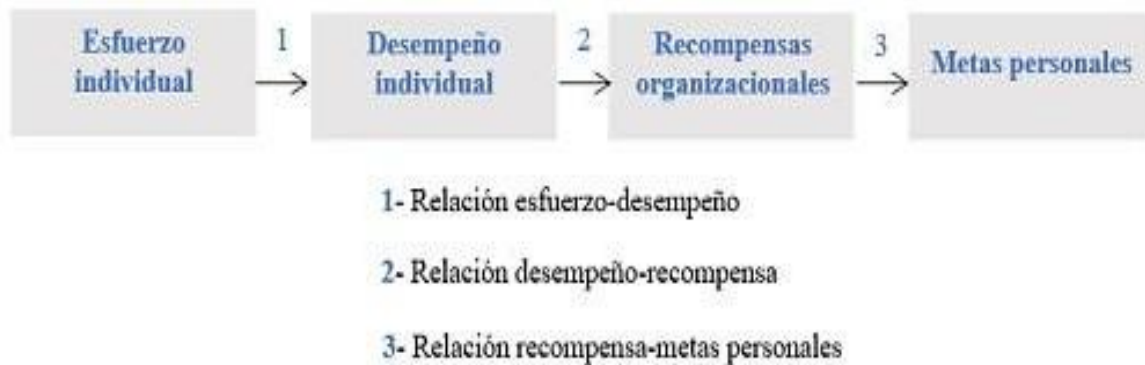 Esfuerzo
individual
1
Desempeño
individual
2
Recompensas
organizacionales
3
Metas personales
1- Relación esfuerzo-desempeño
2- Relación desempeño-recompensa
3- Relación recompensa-metas personales